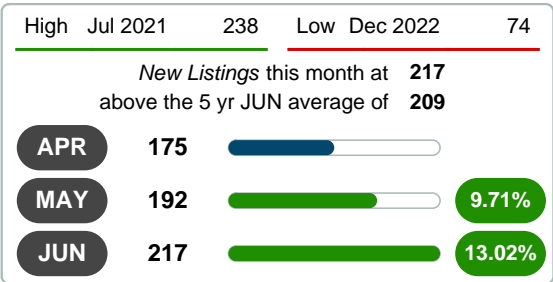 High Jul 2021 238 Low Dec 2022 74
New Listings this month at 217
above the 5 yr JUN average of 209
APR 175
MAY 192 9.71%
JUN 217 13.02%